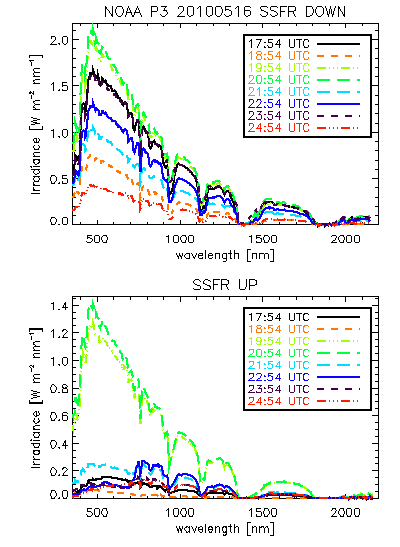 NOAA P3 20100516 SSFR DOWN
2.0
1.5
1.0
0.5
0.0
Irradiance [W m⁻² nm⁻¹]
17:54 UTC
18:54 UTC
19:54 UTC
20:54 UTC
21:54 UTC
22:54 UTC
23:54 UTC
24:54 UTC
500 1000 1500 2000
wavelength [nm]
SSFR UP
1.4
1.2
1.0
0.8
0.6
0.4
0.2
0.0
Irradiance [W m⁻² nm⁻¹]
17:54 UTC
18:54 UTC
19:54 UTC
20:54 UTC
21:54 UTC
22:54 UTC
23:54 UTC
24:54 UTC
500 1000 1500 2000
wavelength [nm]